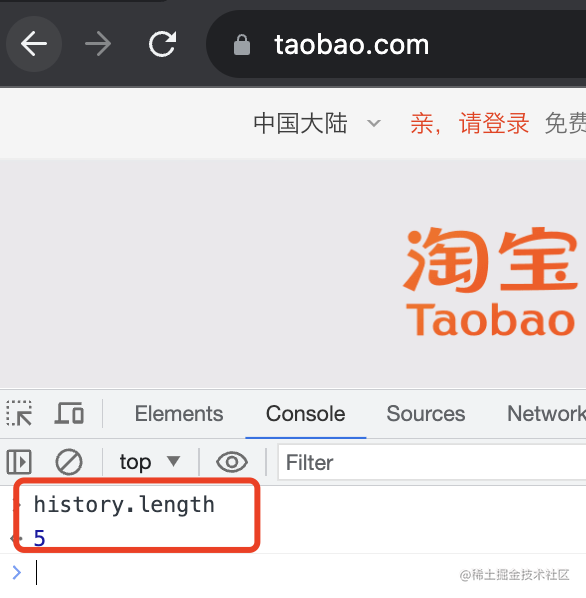 taobao.com
中国大陆 亲，请登录 免费
淘宝
Taobao
Elements Console Sources Network
top Filter
history.length
5
@稀土掘金技术社区